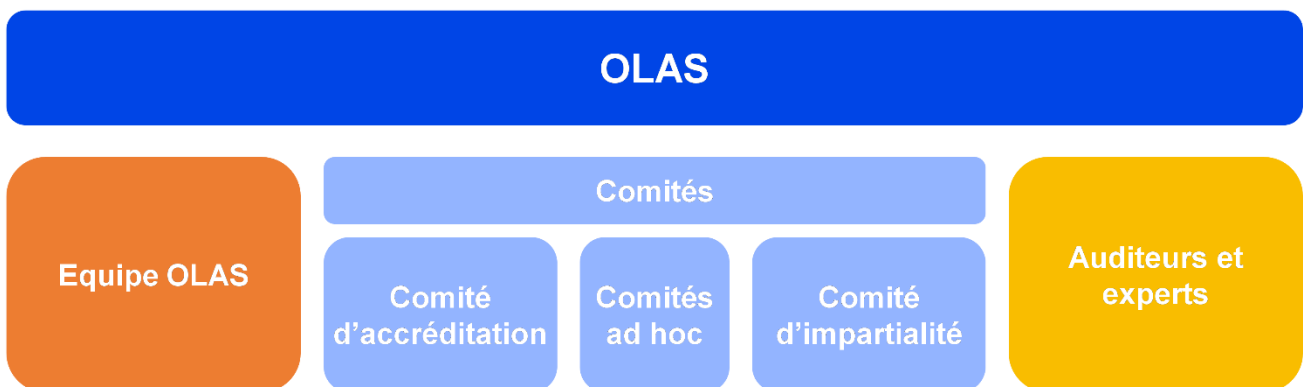 OLAS
Equipe OLAS
Comités
Comité
d’accréditation
Comités
ad hoc
Comité
d’impartialité
Auditeurs et
experts